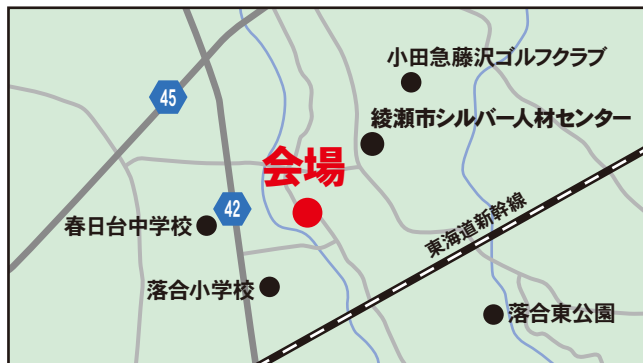 小田急藤沢ゴルフクラブ
45
綾瀬市シルバー人材センター
会場
42
春日台中学校
東海道新幹線
落合小学校
落合東公園